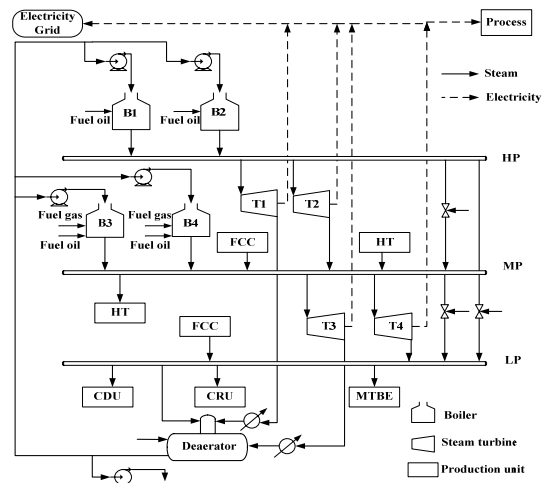 Electricity Grid
Process
Steam
Electricity
B1
B2
Fuel oil
Fuel oil
HP
T1
T2
Fuel gas
Fuel gas
B3
B4
Fuel oil
Fuel oil
FCC
HT
MP
HT
FCC
T3
T4
LP
CDU
CRU
MTBE
Boiler
Deaerator
Steam turbine
Production unit